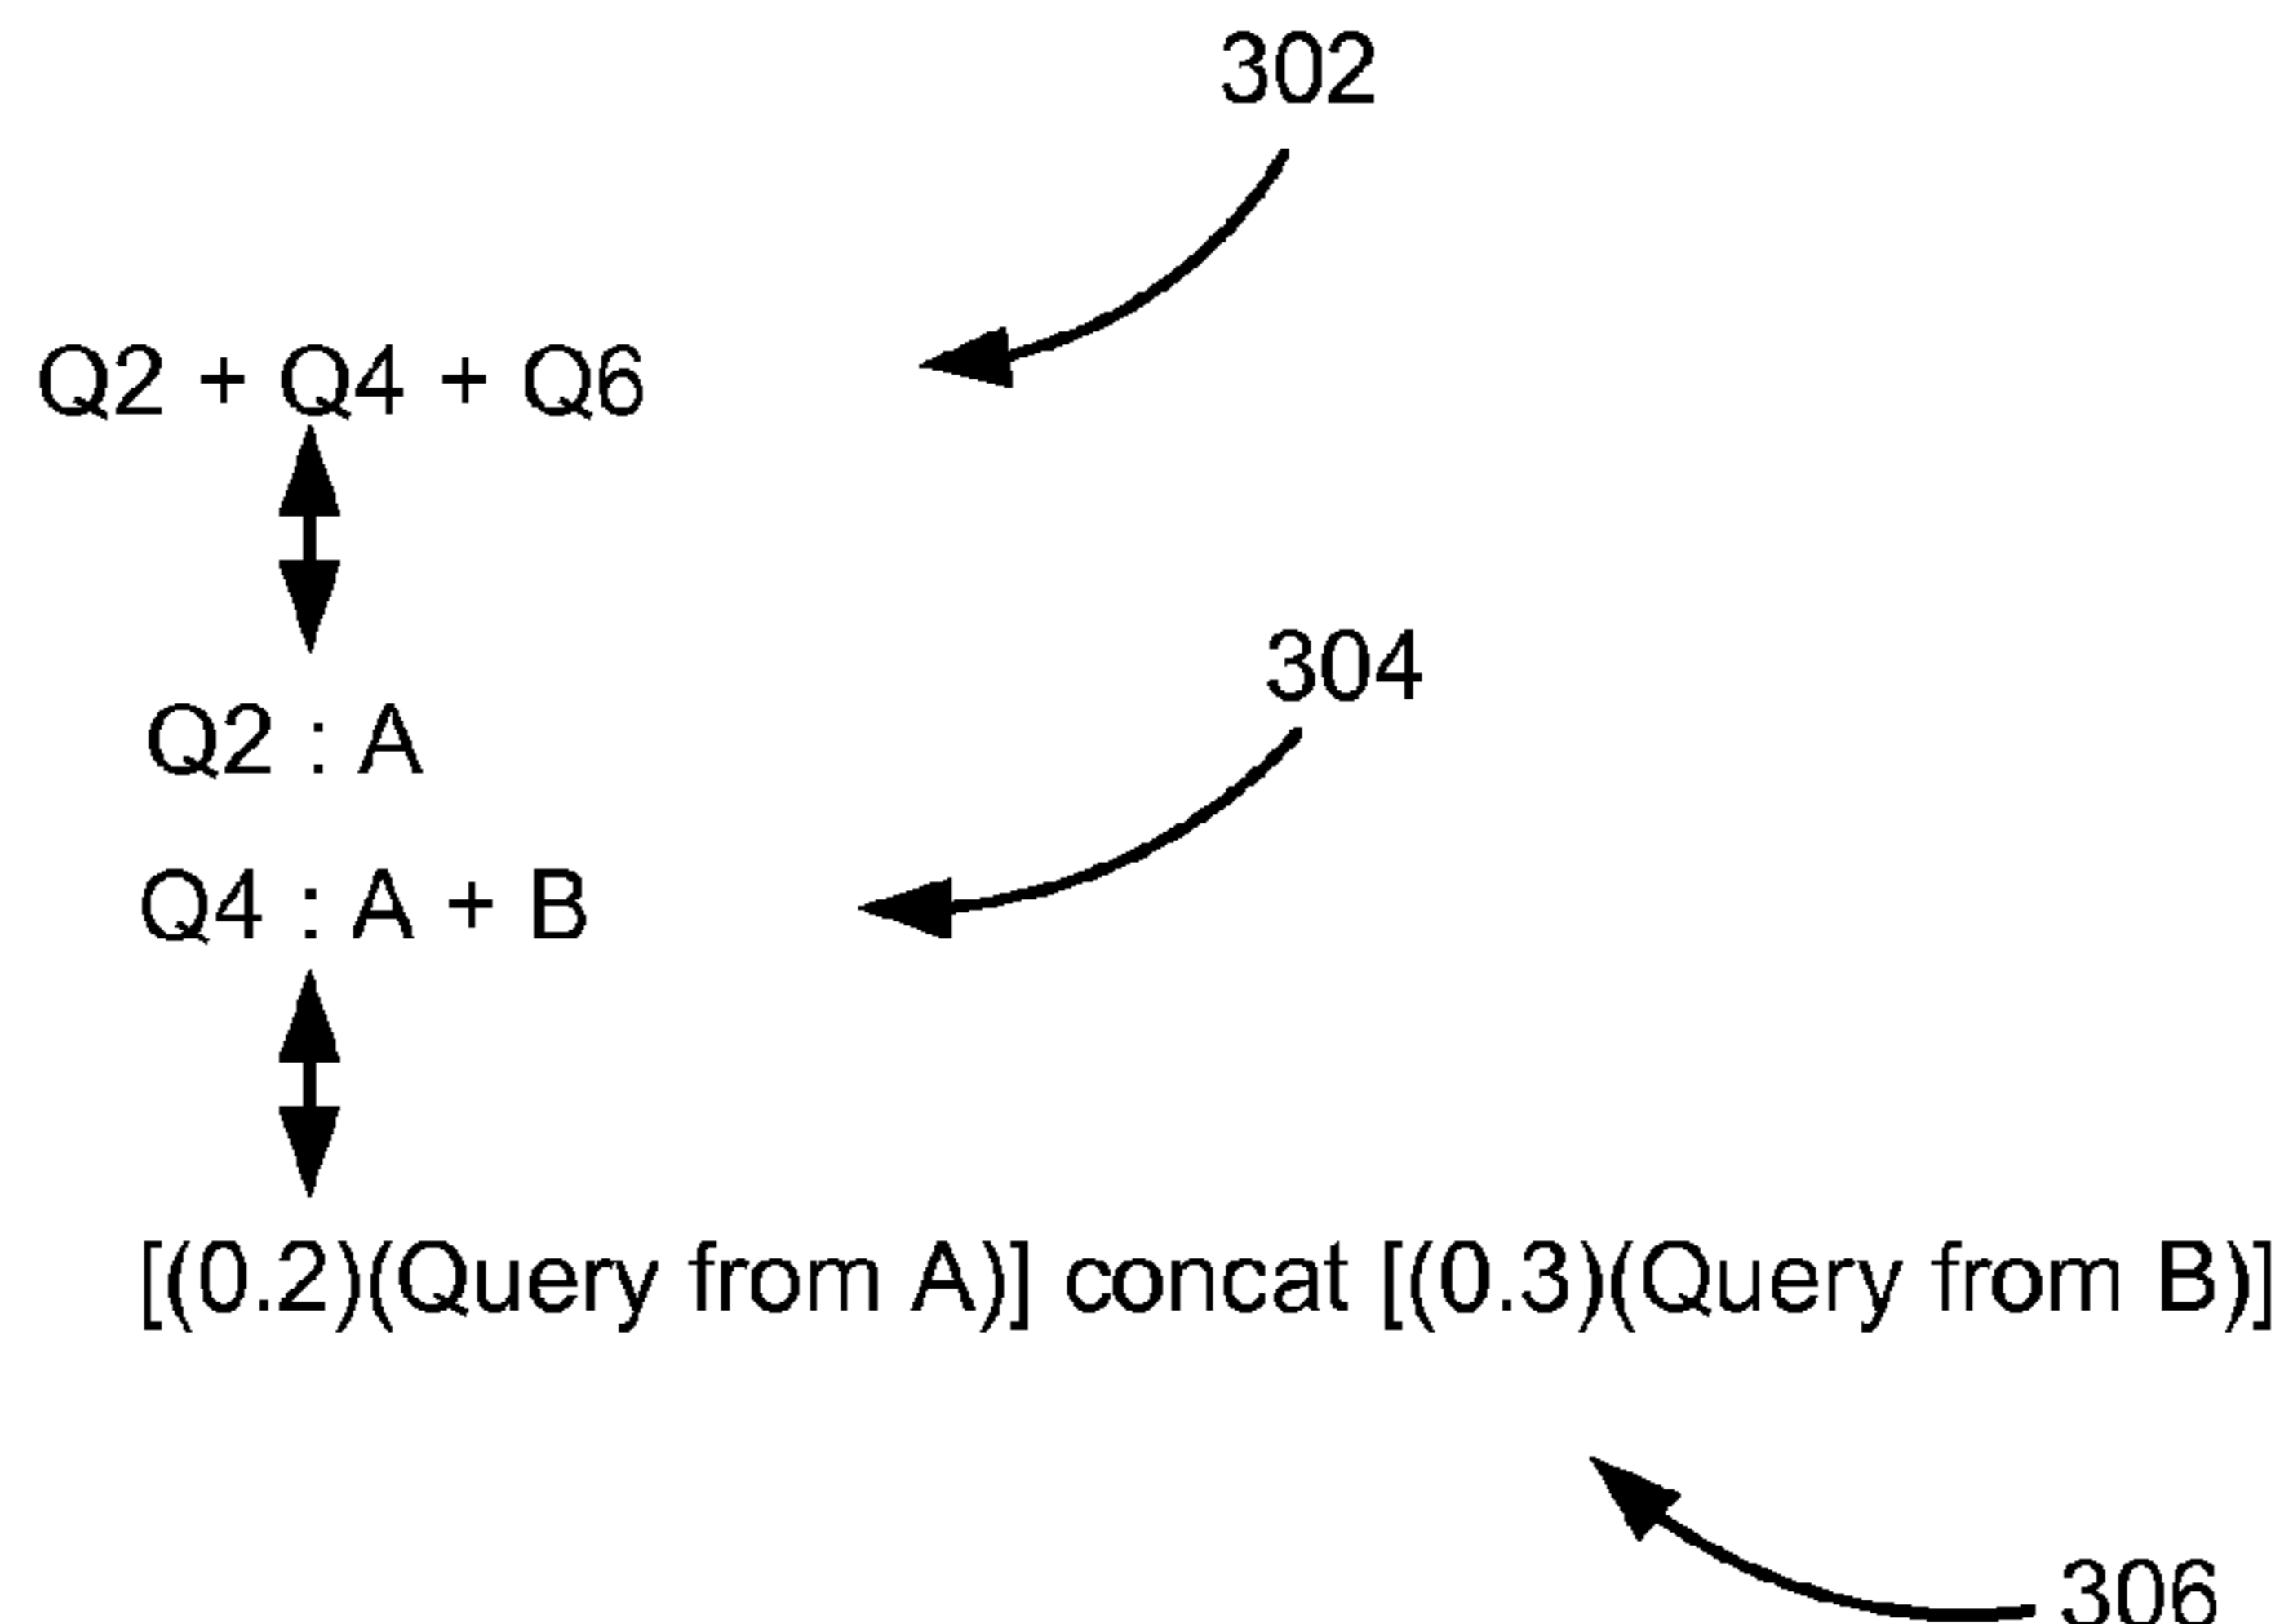 302
Q2 + Q4 + Q6
304
Q2 : A
Q4 : A + B
[(0.2)(Query from A)] concat [(0.3)(Query from B)]
306